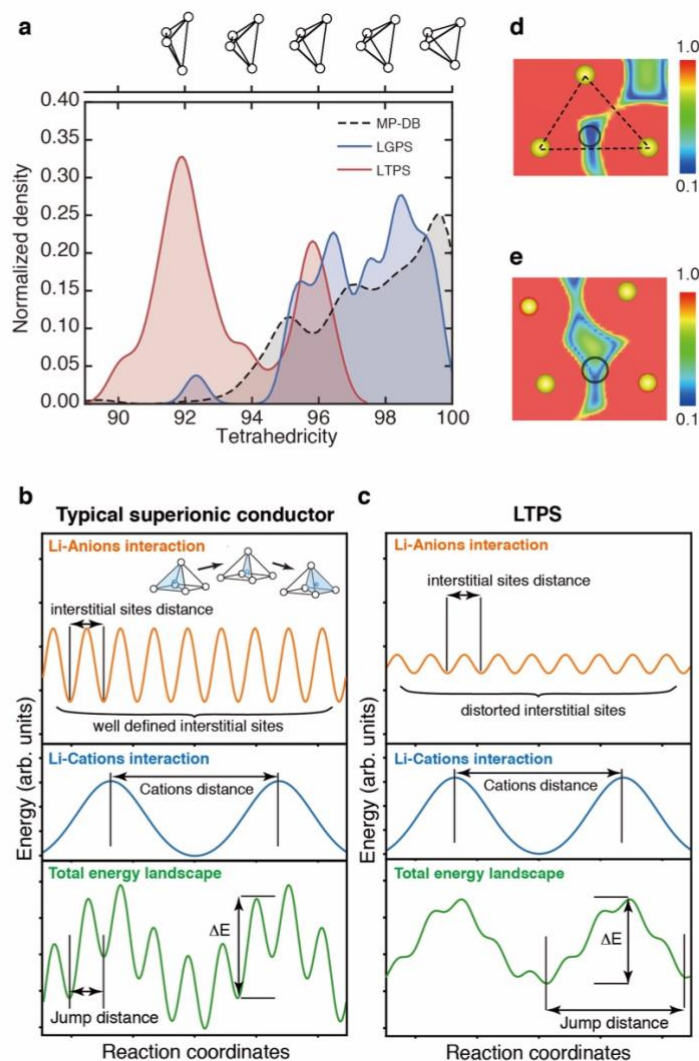 a
0.40
0.35
0.30
0.25
0.20
0.15
0.10
0.05
0.00
Normalized density
MP-DB
LGPS
LTPS
90 92 94 96 98 100
Tetrahedricity
d
1.0
0.1
e
1.0
0.1
b
Typical superionic conductor
Li-Anions interaction
interstitial sites distance
well defined interstitial sites
Energy (arb. units)
Li-Cations interaction
Cations distance
Total energy landscape
ΔE
Jump distance
Reaction coordinates
c
LTPS
Li-Anions interaction
interstitial sites distance
distorted interstitial sites
Energy (arb. units)
Li-Cations interaction
Cations distance
Total energy landscape
ΔE
Jump distance
Reaction coordinates